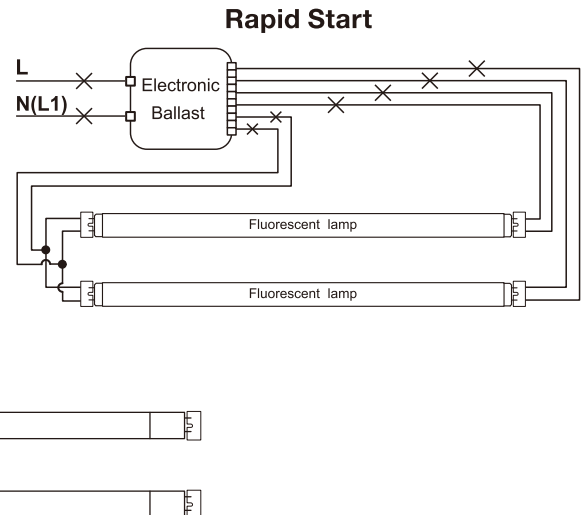 Rapid Start
L
N(L1)
Electronic
Ballast
Fluorescent lamp
Fluorescent lamp